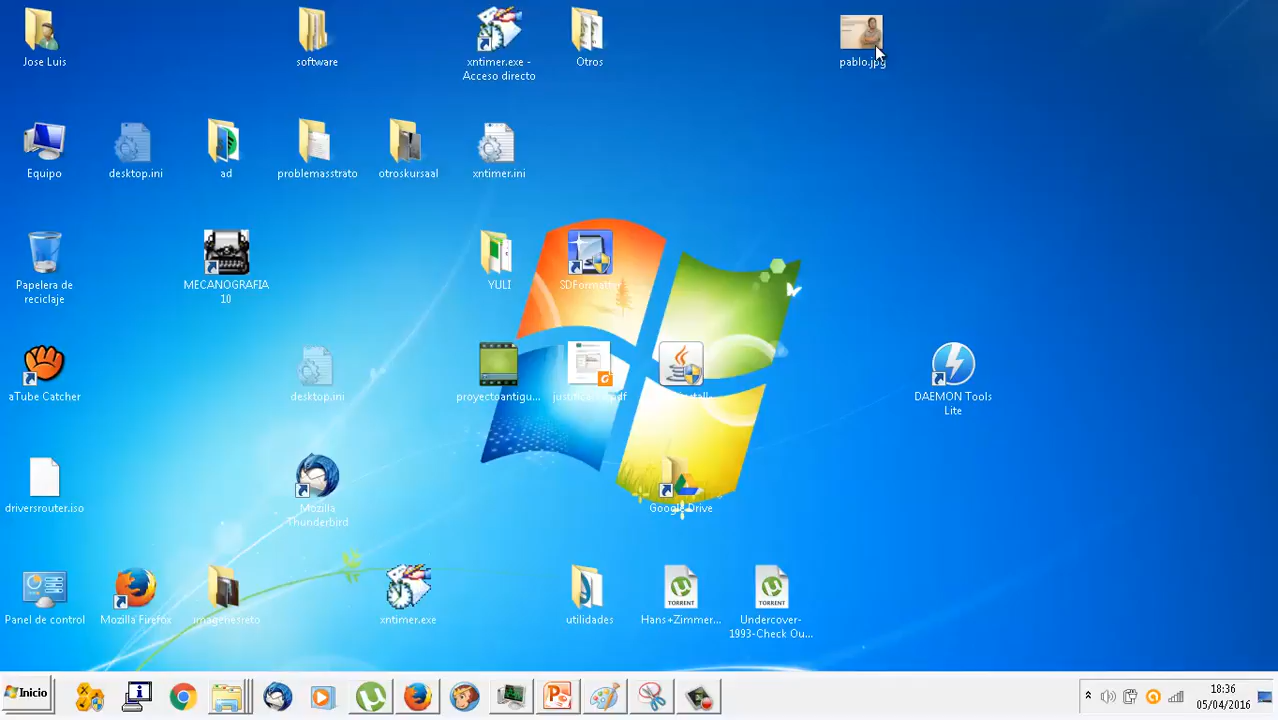 Jose Luis
software
xntimer.exe -
Acceso directo
Otros
pablo.jpg
Equipo
desktop.ini
ad
problemasstrato
otroskursaal
xntimer.ini
Papelera de
reciclaje
MECANOGRAFIA
10
YULI
SDFormatter
aTube Catcher
desktop.ini
proyectoantigu...
DAEMON Tools
Lite
driversrouter.iso
Mozilla
Thunderbird
Google Drive
Panel de control
Mozilla Firefox
imagenesreto
xntimer.exe
utilidades
TORRENT
Hans+Zimmer...
TORRENT
Undercover-
1993-Check Ou...
Inicio
18:36
05/04/2016